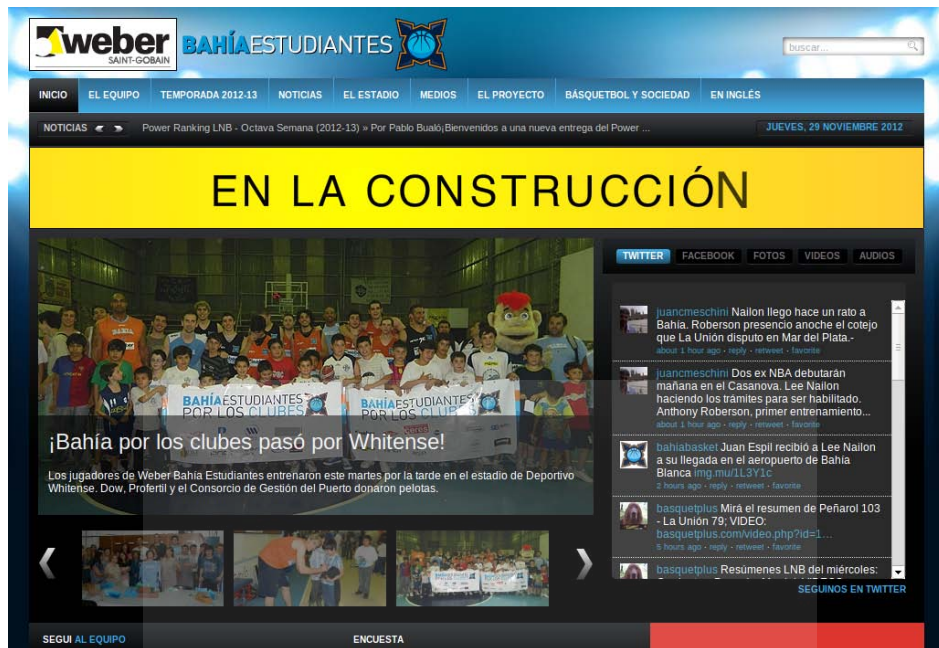 weber
SAINT-GOBAIN
BAHÍAESTUDIANTES
buscar...
INICIO EL EQUIPO TEMPORADA 2012-13 NOTICIAS EL ESTADIO MEDIOS EL PROYECTO BÁSQUETBOL Y SOCIEDAD EN INGLÉS
NOTICIAS Power Ranking LNB - Octava Semana (2012-13) » Por Pablo Bualó¡Bienvenidos a una nueva entrega del Power ... JUEVES, 29 NOVIEMBRE 2012
EN LA CONSTRUCCIÓN
BAHÍAESTUDIANTES
POR LOS CLUBES
BAHÍAESTUDIANTES
POR LOS CLUBES
¡Bahía por los clubes pasó por Whitense!
Los jugadores de Weber Bahía Estudiantes entrenaron este martes por la tarde en el estadio de Deportivo
Whitense. Dow, Profertil y el Consorcio de Gestión del Puerto donaron pelotas.
TWITTER FACEBOOK FOTOS VIDEOS AUDIOS
juancmeschini Nailon llego hace un rato a
Bahia. Roberson presencio anoche el cotejo
que La Unión disputo en Mar del Plata.-
about 1 hour ago · reply · retweet · favorite
juancmeschini Dos ex NBA debutarán
mañana en el Casanova. Lee Nailon
haciendo los trámites para ser habilitado.
Anthony Roberson, primer entrenamiento...
about 1 hour ago · reply · retweet · favorite
bahiabasket Juan Espil recibió a Lee Nailon
a su llegada en el aeropuerto de Bahía
Blanca img.mu/1L3Y1c
2 hours ago · reply · retweet · favorite
basquetplus Mirá el resumen de Peñarol 103
- La Unión 79; VIDEO:
basquetplus.com/video.php?id=1…
5 hours ago · reply · retweet · favorite
basquetplus Resúmenes LNB del miércoles:
SEGUINOS EN TWITTER
SEGUI AL EQUIPO ENCUESTA